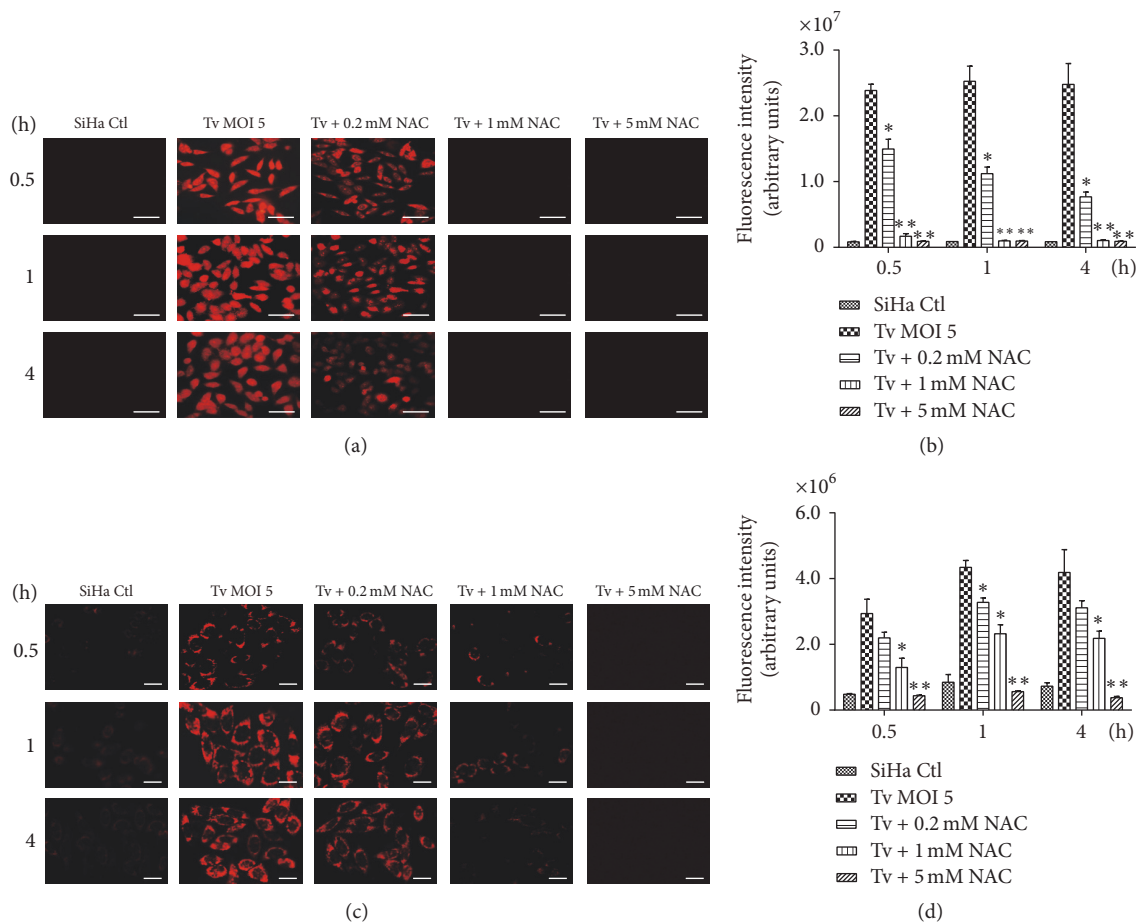 (h)
SiHa Ctl Tv MOI 5 Tv + 0.2 mM NAC Tv + 1 mM NAC Tv + 5 mM NAC
0.5
1
4
(a)
×10⁷
3.0
2.0
1.0
0
Fluorescence intensity
(arbitrary units)
* ** **
* ** **
* ** **
0.5 1 4 (h)
SiHa Ctl
Tv MOI 5
Tv + 0.2 mM NAC
Tv + 1 mM NAC
Tv + 5 mM NAC
(b)
(h)
SiHa Ctl Tv MOI 5 Tv + 0.2 mM NAC Tv + 1 mM NAC Tv + 5 mM NAC
0.5
1
4
(c)
×10⁶
6.0
4.0
2.0
0
Fluorescence intensity
(arbitrary units)
* **
* * **
* **
0.5 1 4 (h)
SiHa Ctl
Tv MOI 5
Tv + 0.2 mM NAC
Tv + 1 mM NAC
Tv + 5 mM NAC
(d)